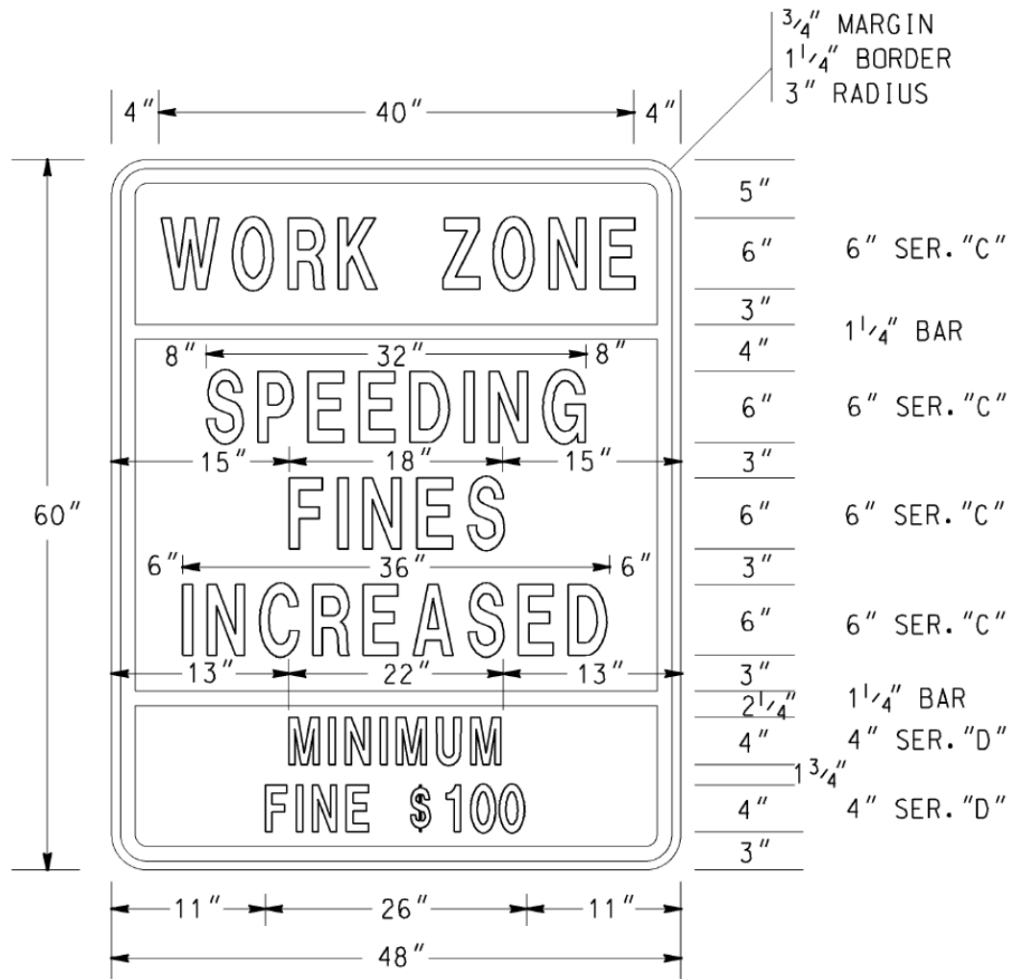 3/4" MARGIN
1 1/4" BORDER
3" RADIUS
4" 40" 4"
5"
WORK ZONE 6" 6" SER. "C"
3"
1 1/4" BAR
8" 32" 8" 4"
SPEEDING 6" 6" SER. "C"
15" 18" 15" 3"
60" FINES 6" 6" SER. "C"
6" 36" 6" 3"
INCREASED 6" 6" SER. "C"
13" 22" 13" 3"
2 1/4" 1 1/4" BAR
MINIMUM 4" 4" SER. "D"
1 3/4"
FINE $100 4" 4" SER. "D"
3"
11" 26" 11"
48"